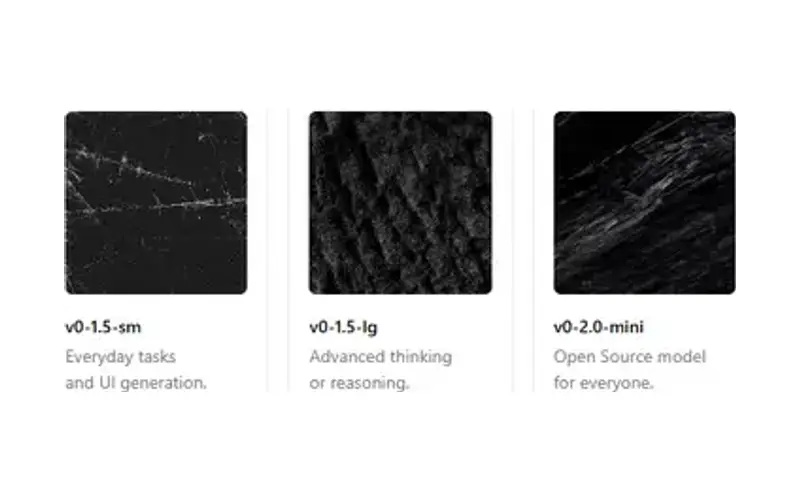 v0-1.5-sm
Everyday tasks
and UI generation.
v0-1.5-lg
Advanced thinking
or reasoning.
v0-2.0-mini
Open Source model
for everyone.